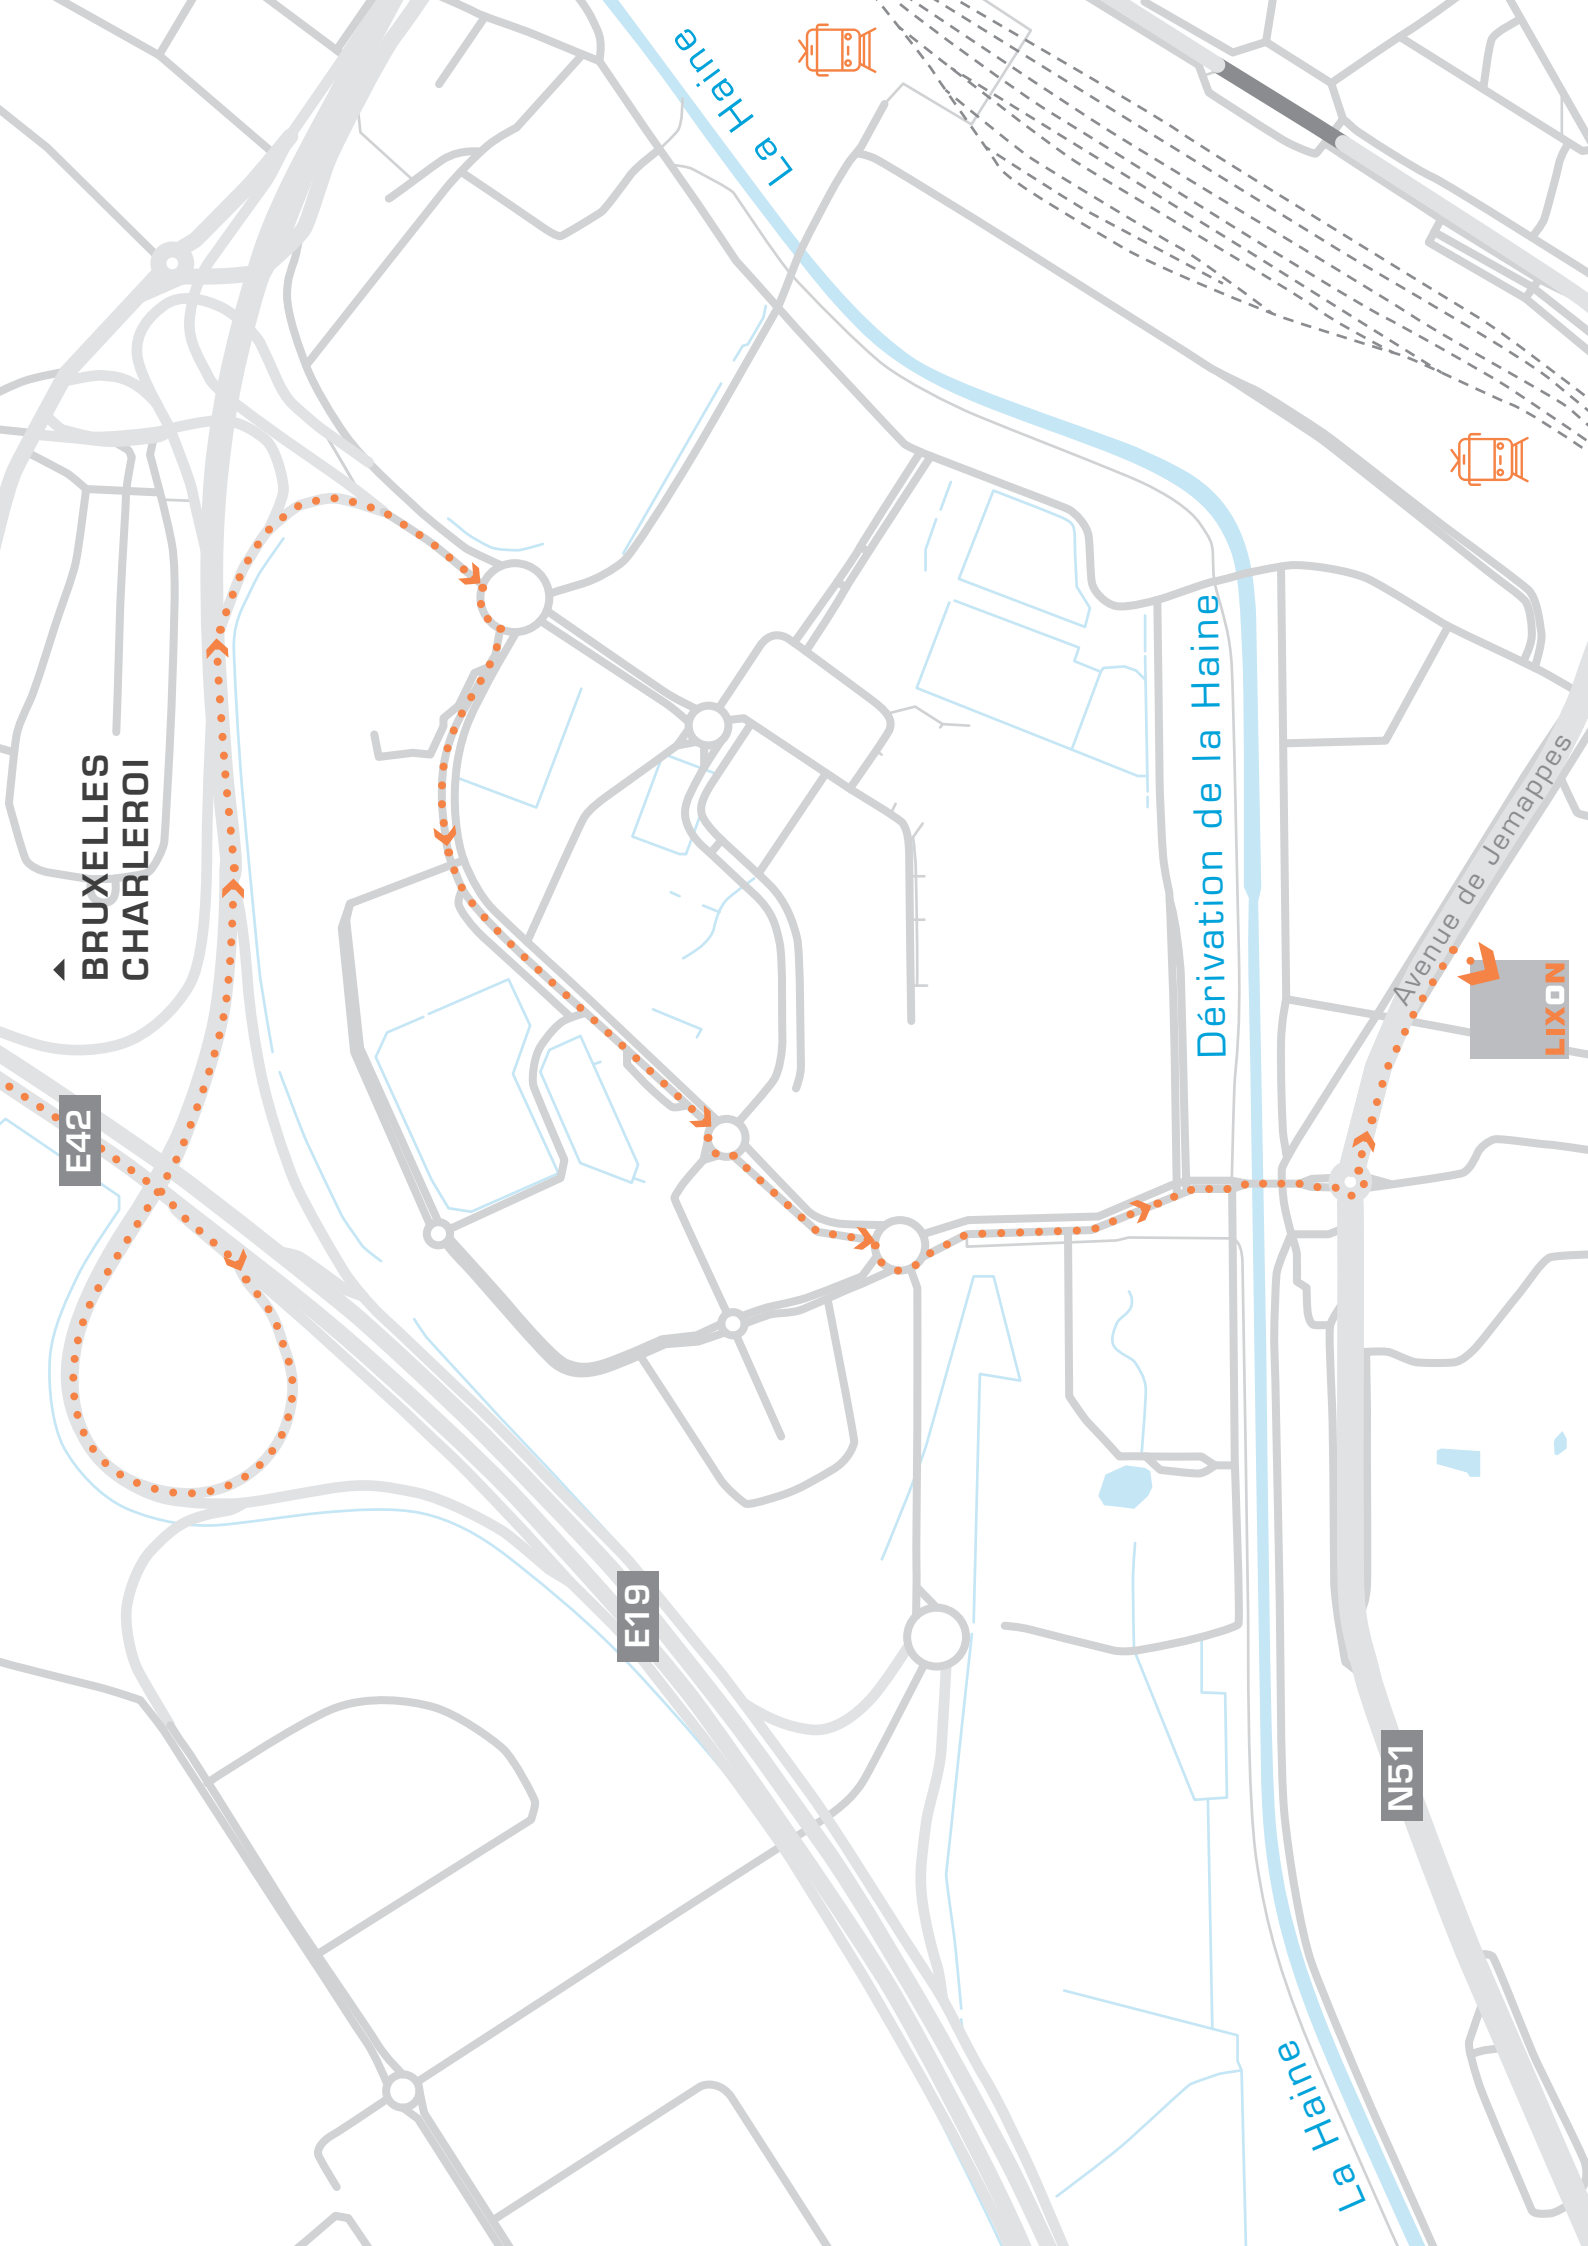 La Haine
BRUXELLES
CHARLEROI
Dérivation de la Haine
Avenue de Jemappes
LIXON
E42
E19
N51
La Haine